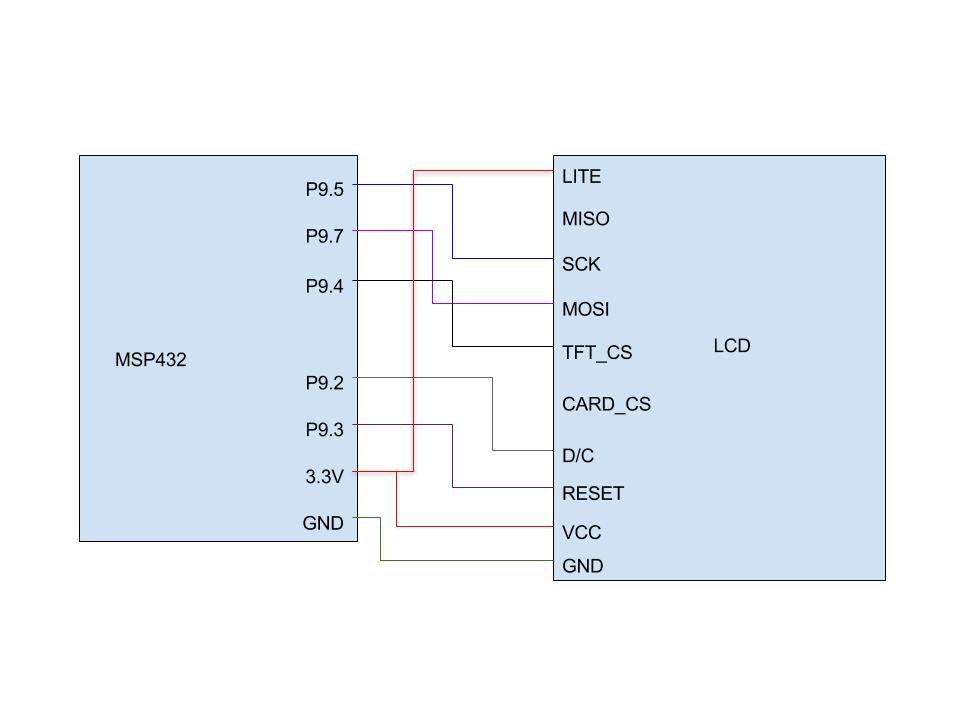 P9.5
P9.7
P9.4
MSP432
P9.2
P9.3
3.3V
GND
LITE
MISO
SCK
MOSI
TFT_CS
LCD
CARD_CS
D/C
RESET
VCC
GND